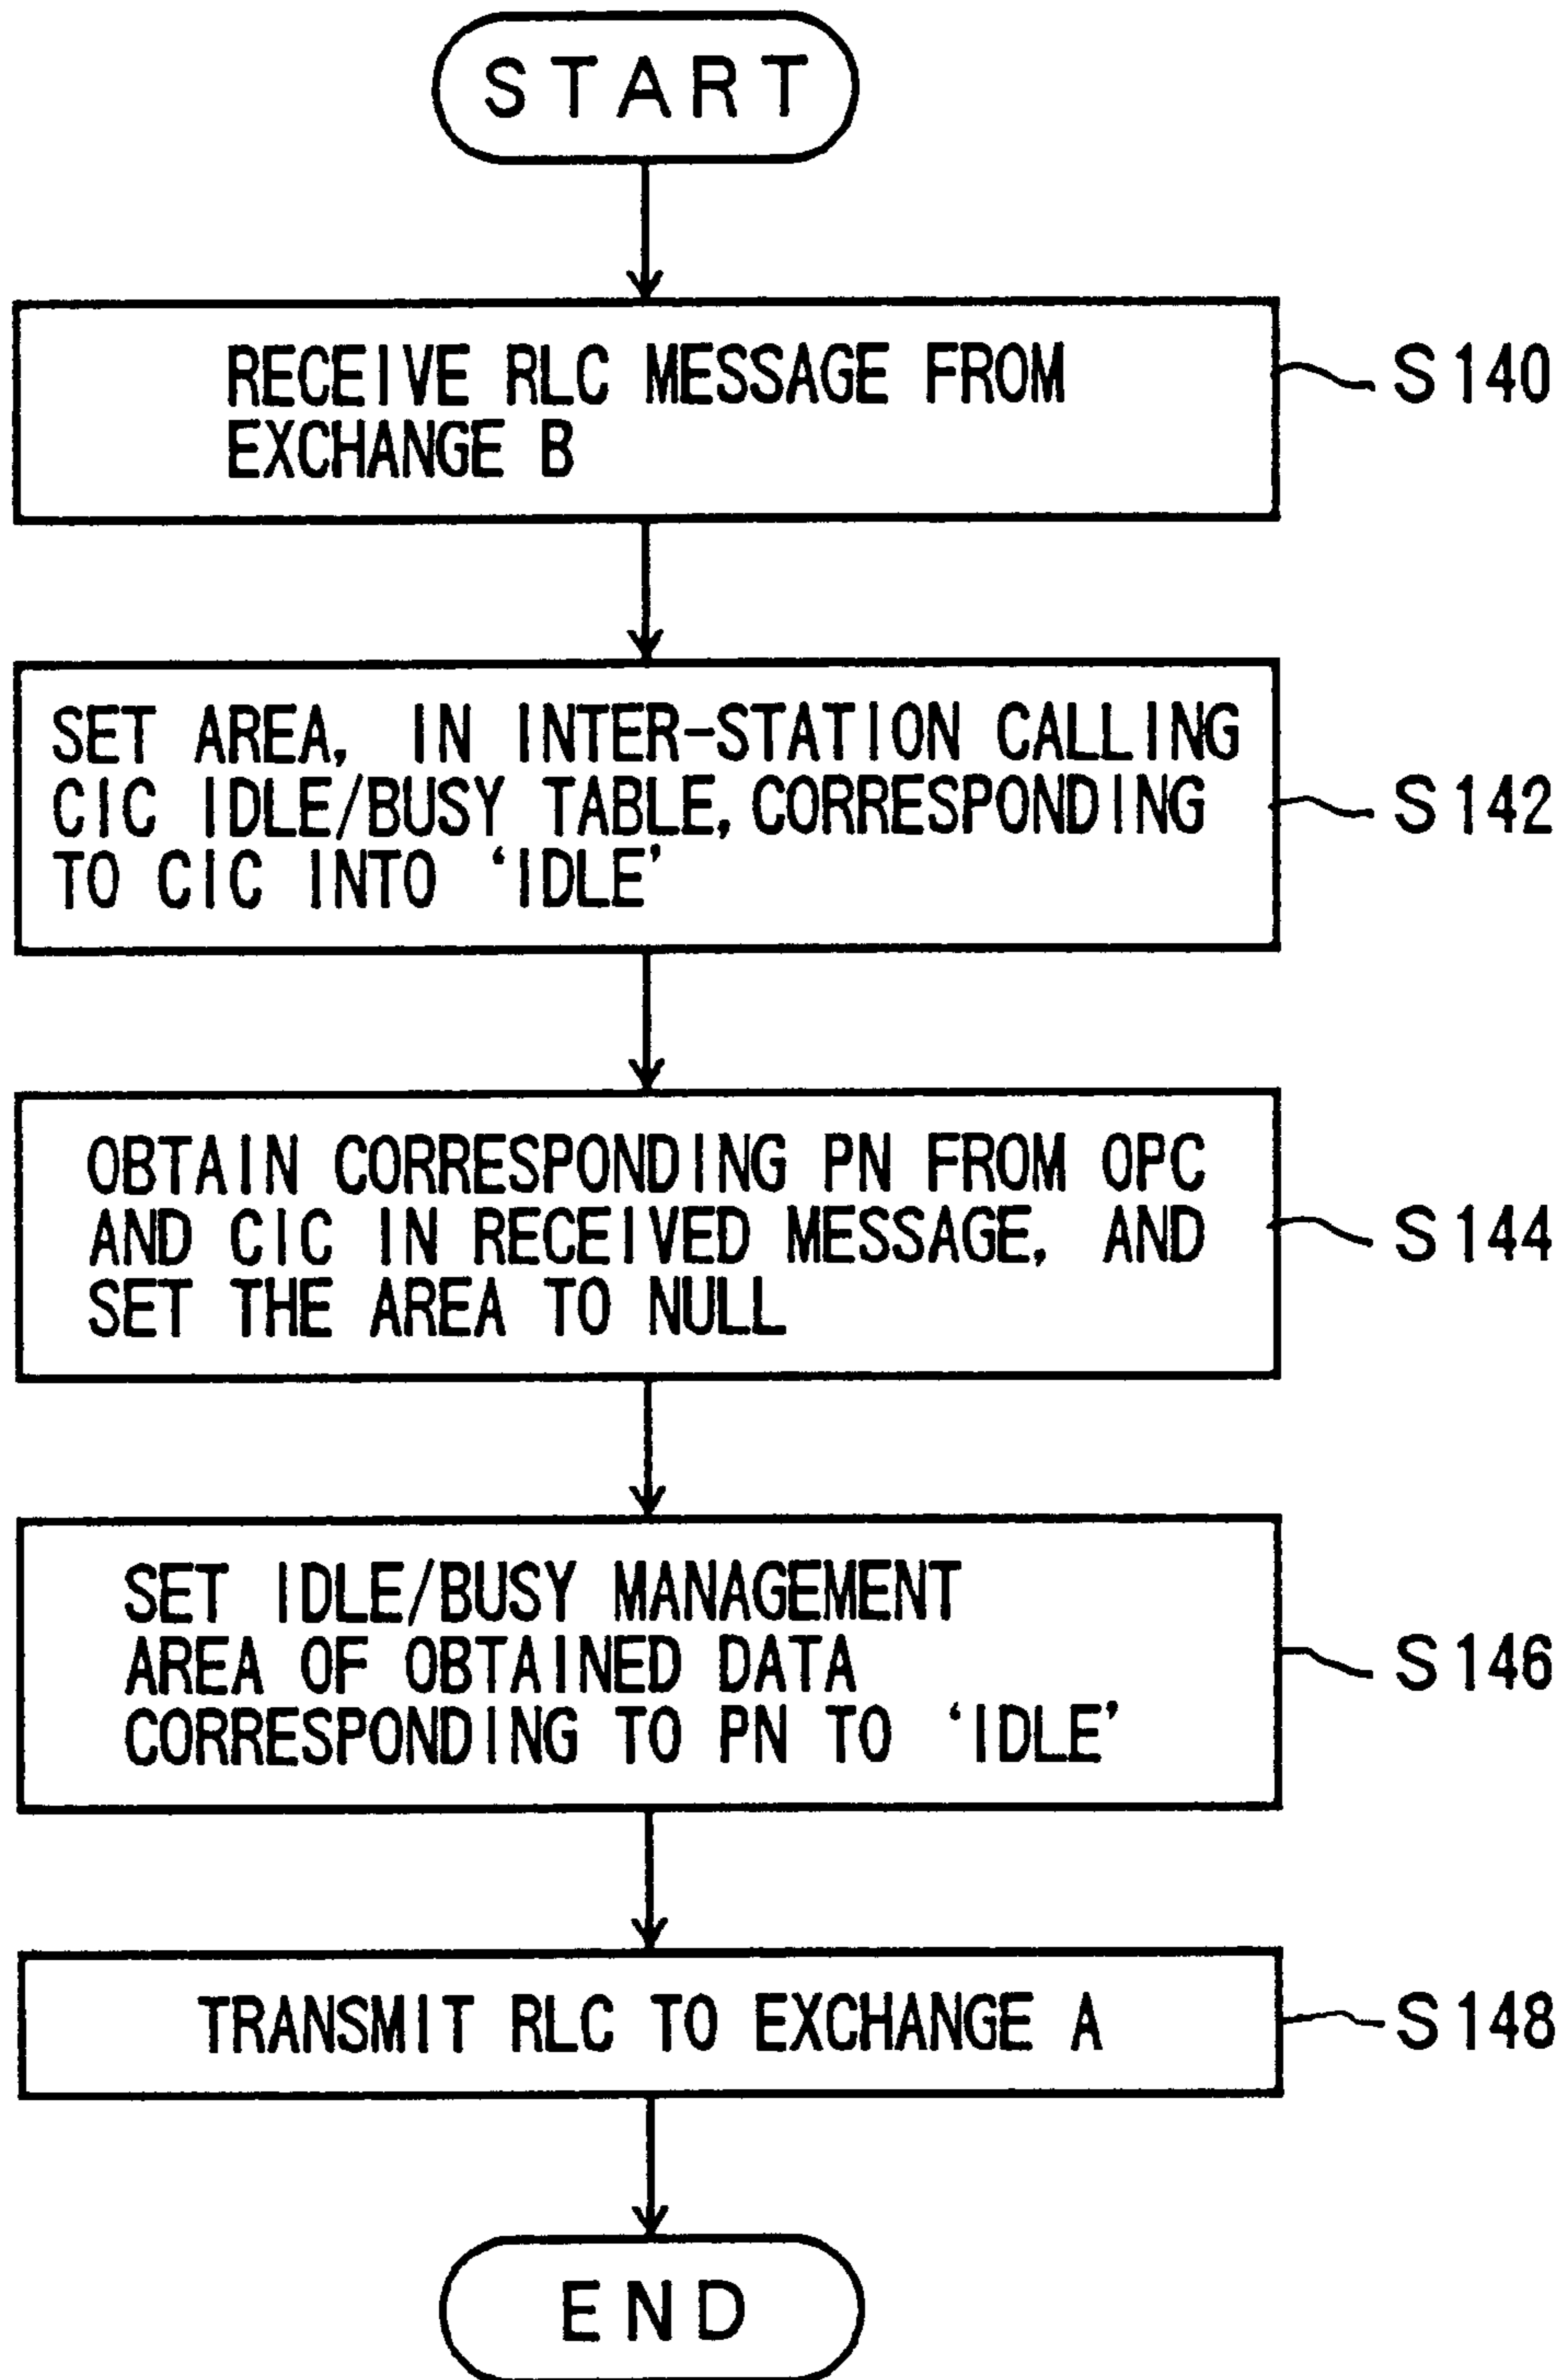 START
RECEIVE RLC MESSAGE FROM
EXCHANGE B
S140
SET AREA, IN INTER-STATION CALLING
CIC IDLE/BUSY TABLE, CORRESPONDING
TO CIC INTO ‘IDLE’
S142
OBTAIN CORRESPONDING PN FROM OPC
AND CIC IN RECEIVED MESSAGE, AND
SET THE AREA TO NULL
S144
SET IDLE/BUSY MANAGEMENT
AREA OF OBTAINED DATA
CORRESPONDING TO PN TO ‘IDLE’
S146
TRANSMIT RLC TO EXCHANGE A
S148
END